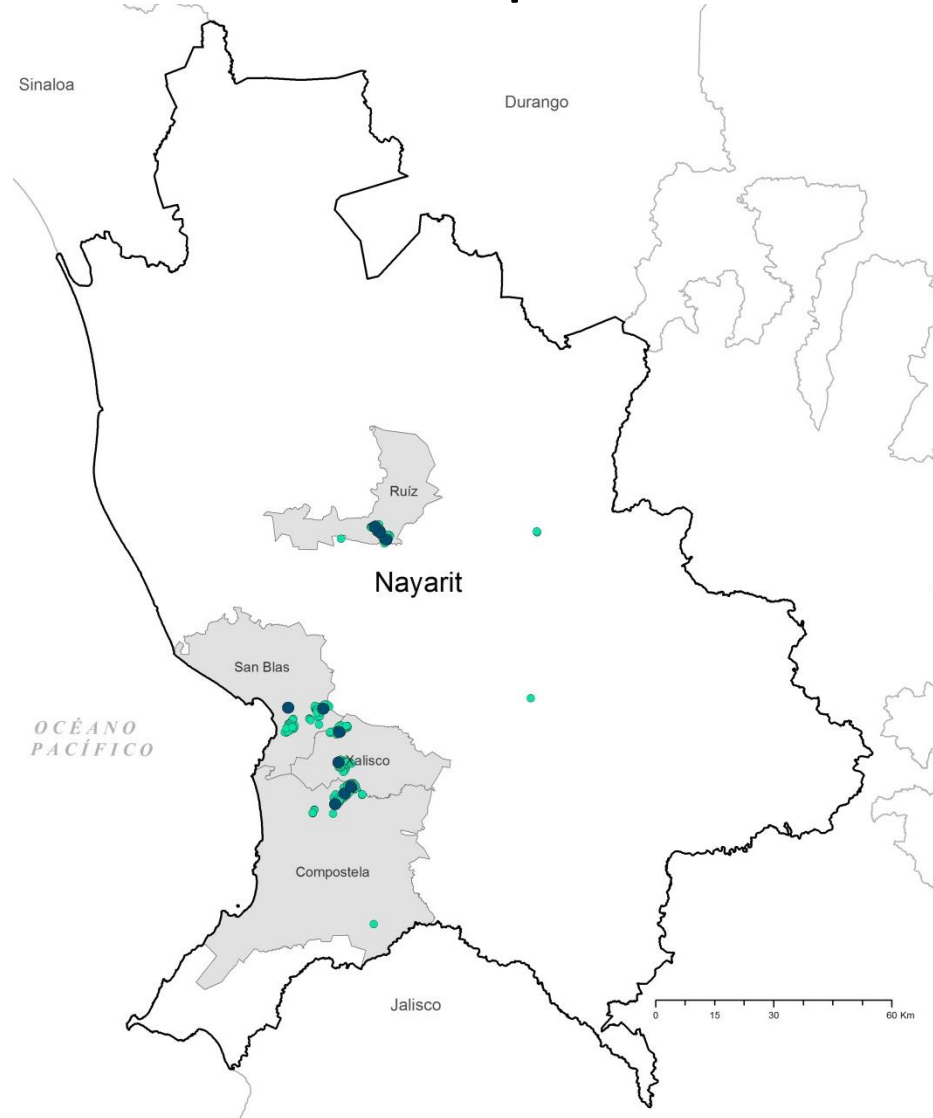 Sinaloa
Durango
Ruíz
Nayarit
San Blas
OCÉANO
PACÍFICO
Xalisco
Compostela
Jalisco
0 15 30 60 Km